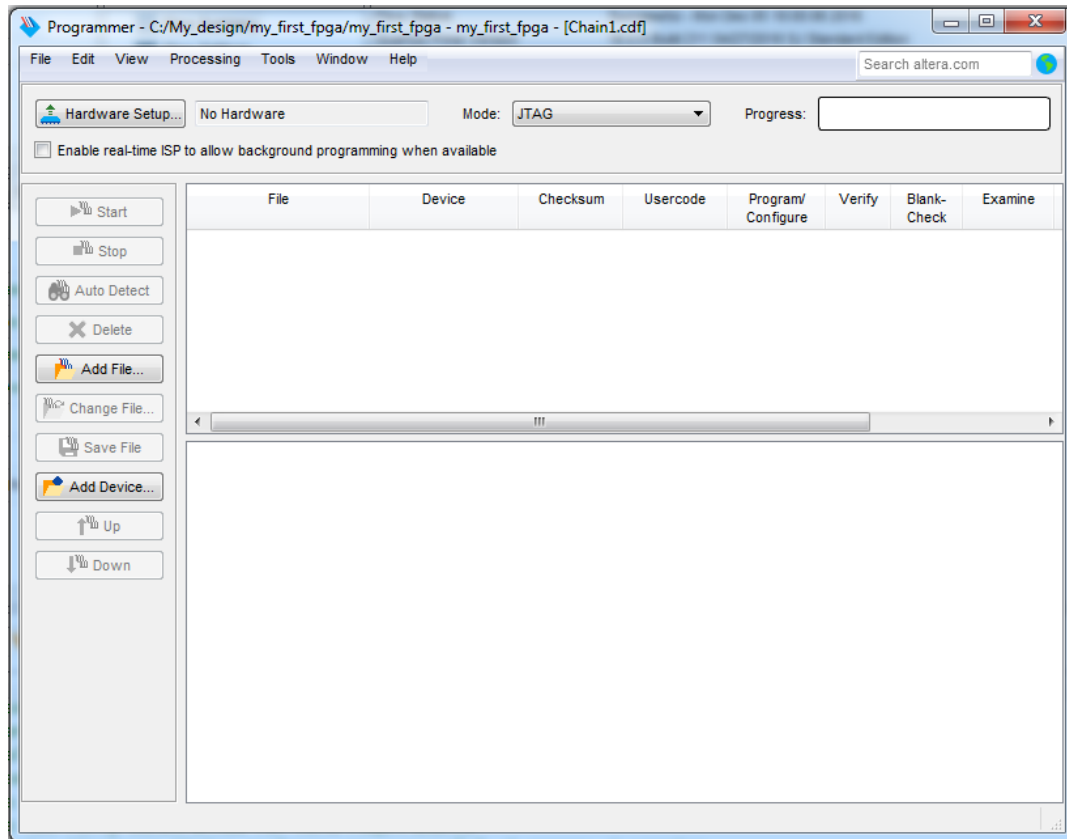 Programmer - C:/My_design/my_first_fpga/my_first_fpga - my_first_fpga - [Chain1.cdf]
File Edit View Processing Tools Window Help
Search altera.com
Hardware Setup... No Hardware Mode: JTAG Progress:
Enable real-time ISP to allow background programming when available
File Device Checksum Usercode Program/ Verify Blank- Examine
Configure Check
Start
Stop
Auto Detect
Delete
Add File...
Change File...
Save File
Add Device...
Up
Down